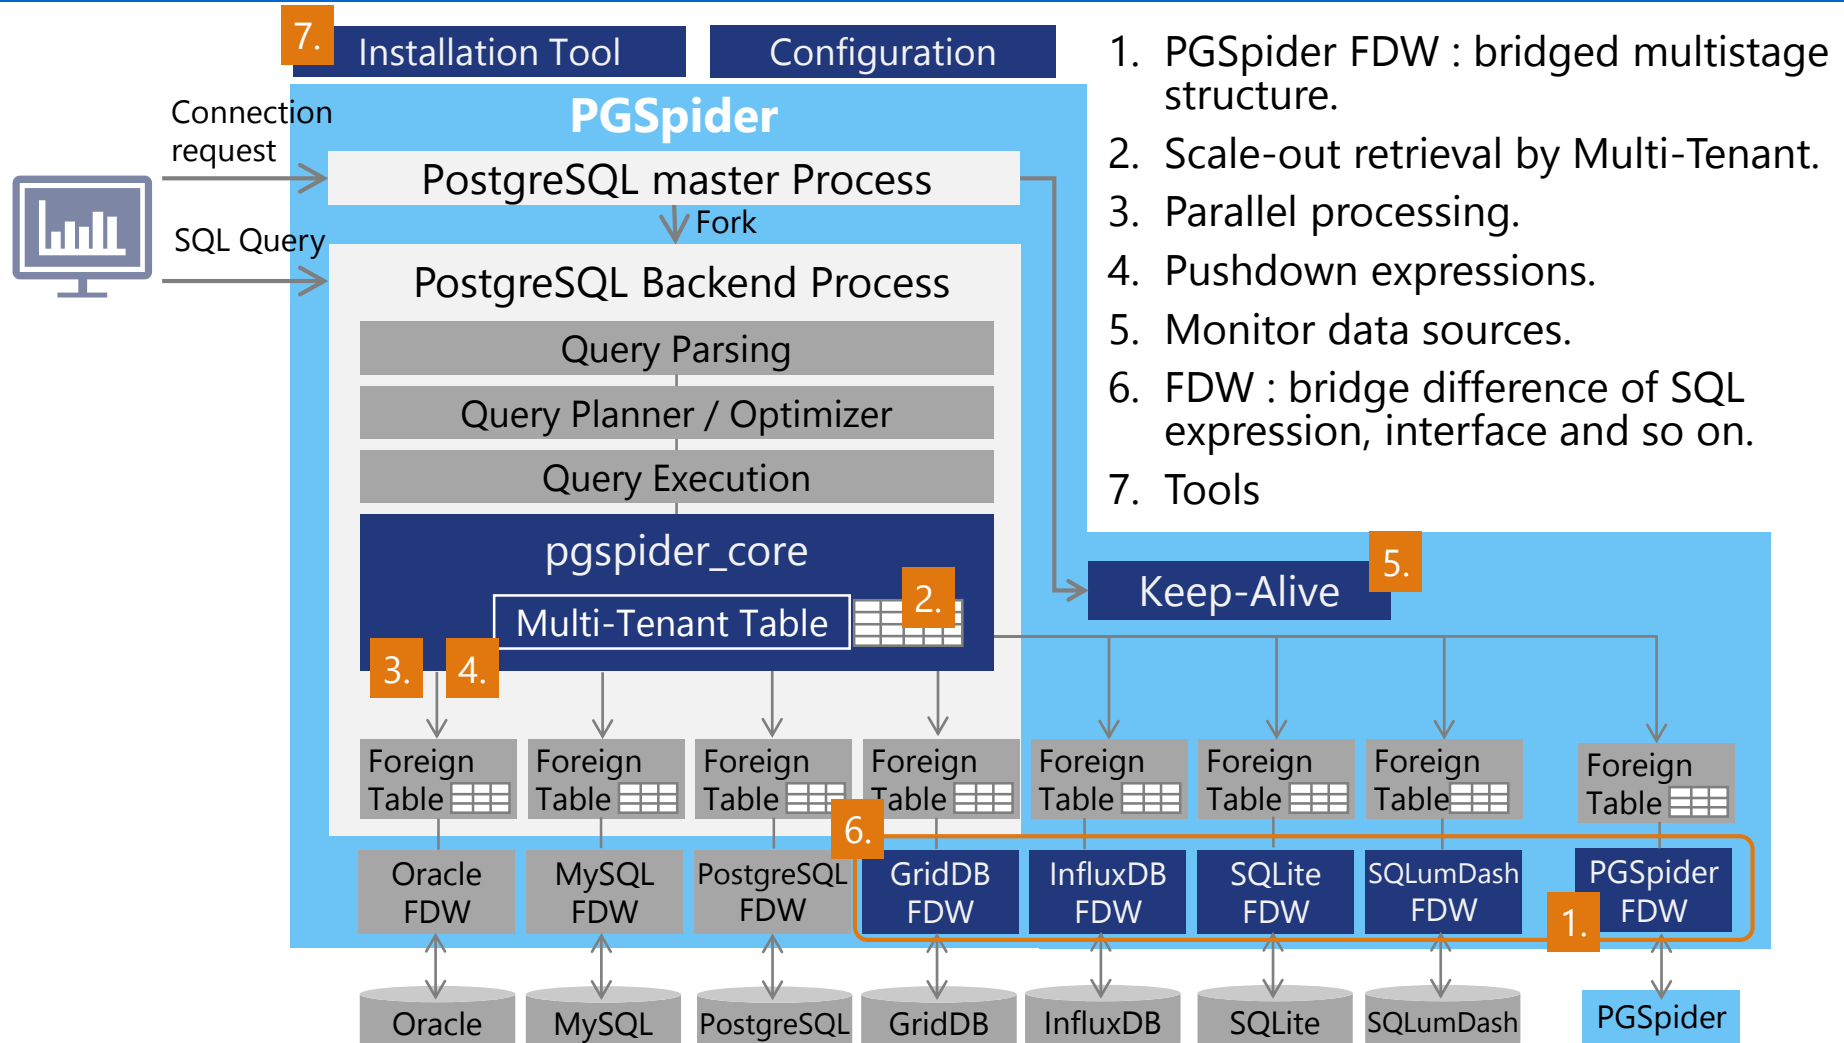 7.
Installation Tool
Configuration
PGSpider
Connection
request
PostgreSQL master Process
Fork
SQL Query
PostgreSQL Backend Process
Query Parsing
Query Planner / Optimizer
Query Execution
pgspider_core
2.
Multi-Tenant Table
3.
4.
Keep-Alive
5.
1. PGSpider FDW : bridged multistage
structure.
2. Scale-out retrieval by Multi-Tenant.
3. Parallel processing.
4. Pushdown expressions.
5. Monitor data sources.
6. FDW : bridge difference of SQL
expression, interface and so on.
7. Tools
Foreign
Table
Foreign
Table
Foreign
Table
Foreign
Table
Foreign
Table
Foreign
Table
Foreign
Table
Foreign
Table
6.
Oracle
FDW
MySQL
FDW
PostgreSQL
FDW
GridDB
FDW
InfluxDB
FDW
SQLite
FDW
SQLumDash
FDW
PGSpider
FDW
1.
Oracle
MySQL
PostgreSQL
GridDB
InfluxDB
SQLite
SQLumDash
PGSpider